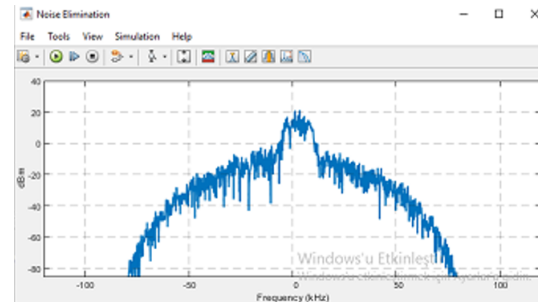 Noise Elimination
File Tools View Simulation Help
40
20
0
-20
-40
-60
-80
dBm
-100 -50 0 50 100
Frequency (kHz)
Windows'u Etkinleşt